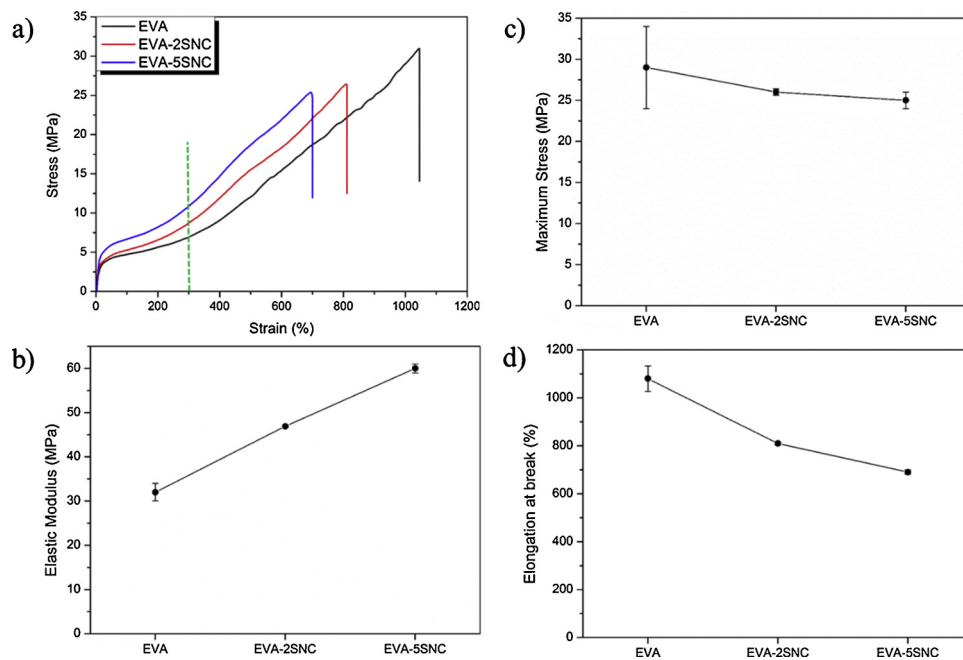 a)
EVA
EVA-2SNC
EVA-5SNC
35
30
25
20
15
10
5
0
Stress (MPa)
0 200 400 600 800 1000 1200
Strain (%)
c)
35
30
25
20
15
10
5
0
Maximum Stress (MPa)
EVA EVA-2SNC EVA-5SNC
b)
60
50
40
30
20
10
0
Elastic Modulus (MPa)
EVA EVA-2SNC EVA-5SNC
d)
1200
1000
800
600
400
200
0
Elongation at break (%)
EVA EVA-2SNC EVA-5SNC